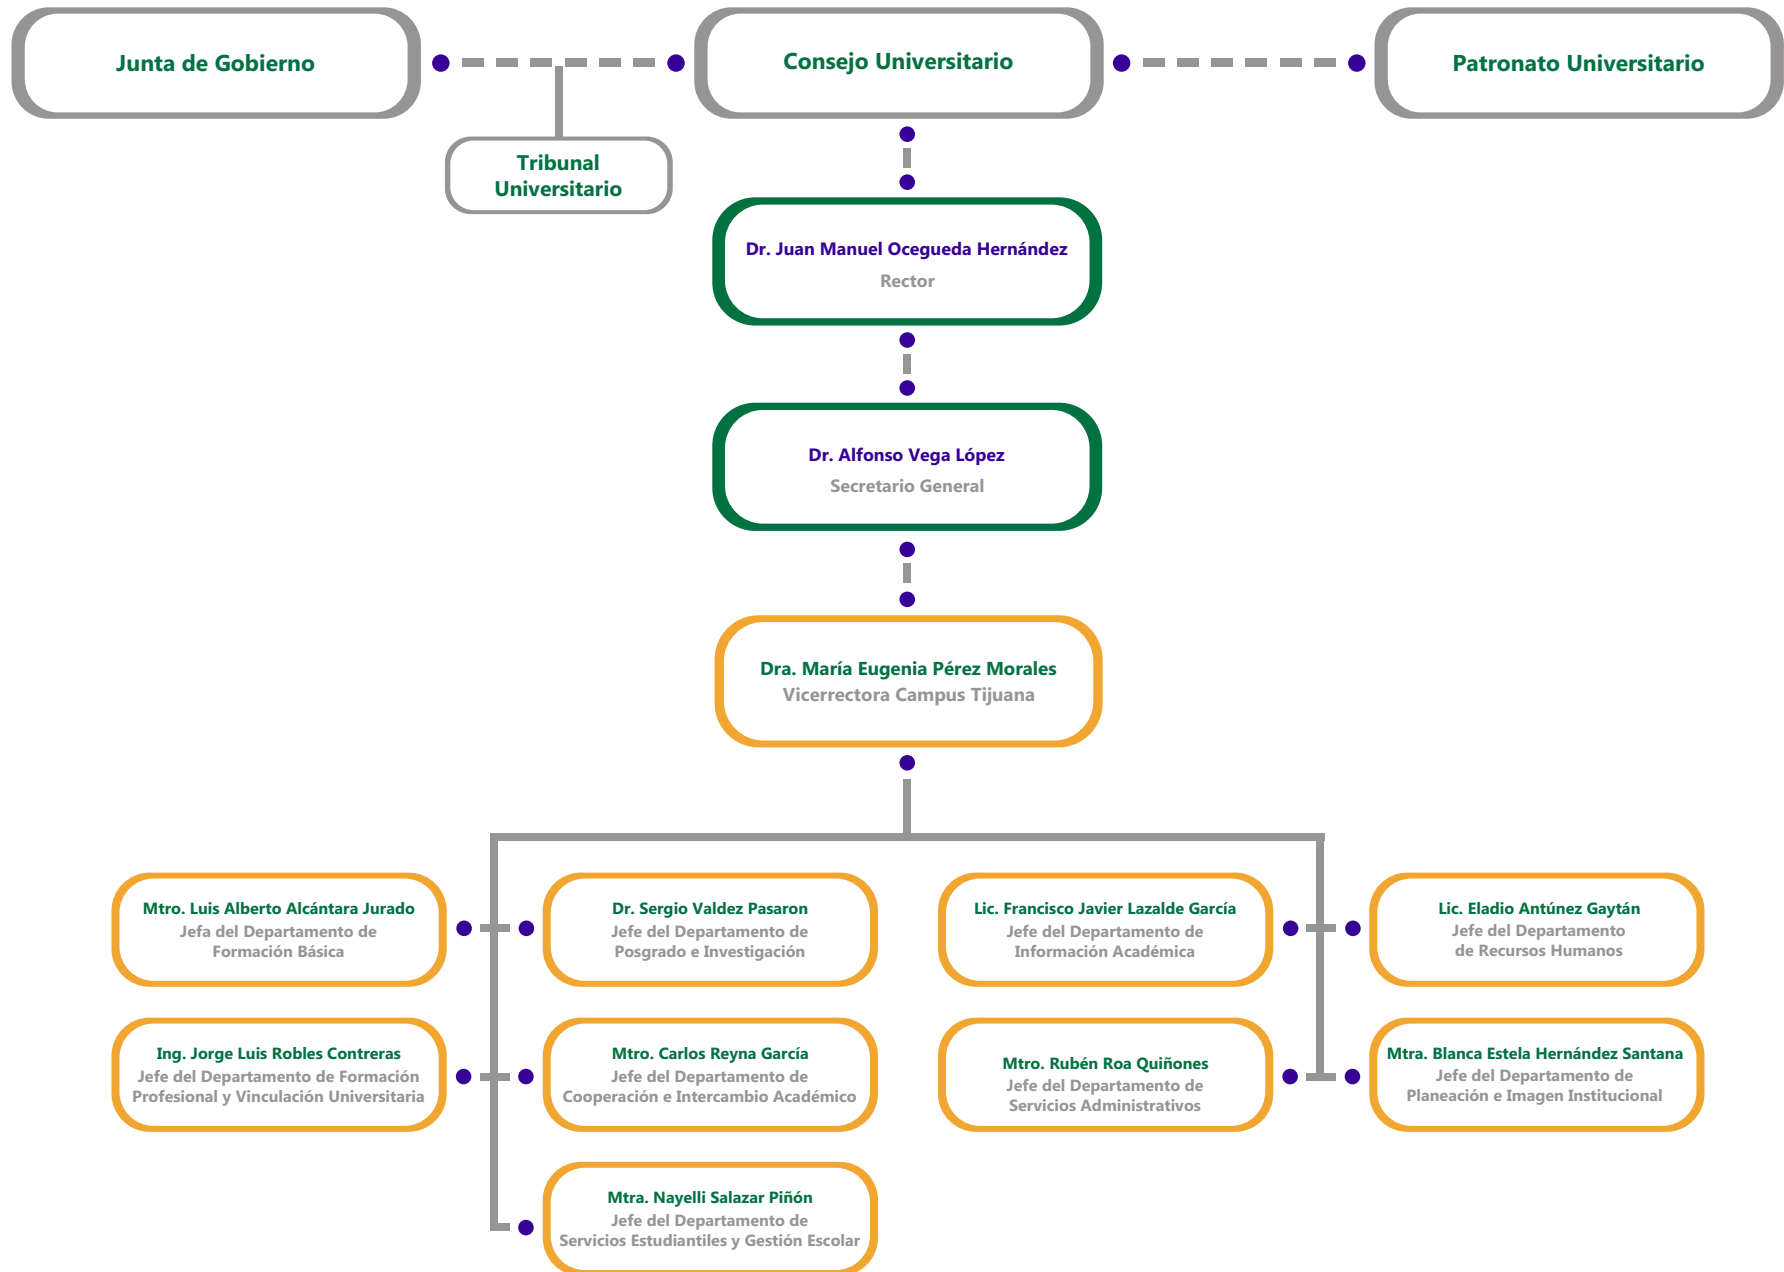 Junta de Gobierno
Consejo Universitario
Patronato Universitario
Tribunal
Universitario
Dr. Juan Manuel Ocegueda Hernández
Rector
Dr. Alfonso Vega López
Secretario General
Dra. María Eugenia Pérez Morales
Vicerrectora Campus Tijuana
Mtro. Luis Alberto Alcántara Jurado
Jefa del Departamento de
Formación Básica
Dr. Sergio Valdez Pasaron
Jefe del Departamento de
Posgrado e Investigación
Lic. Francisco Javier Lazalde García
Jefe del Departamento de
Información Académica
Lic. Eladio Antúnez Gaytán
Jefe del Departamento
de Recursos Humanos
Ing. Jorge Luis Robles Contreras
Jefe del Departamento de Formación
Profesional y Vinculación Universitaria
Mtro. Carlos Reyna García
Jefe del Departamento de
Cooperación e Intercambio Académico
Mtro. Rubén Roa Quiñones
Jefe del Departamento de
Servicios Administrativos
Mtra. Blanca Estela Hernández Santana
Jefe del Departamento de
Planeación e Imagen Institucional
Mtra. Nayelli Salazar Piñón
Jefe del Departamento de
Servicios Estudiantiles y Gestión Escolar